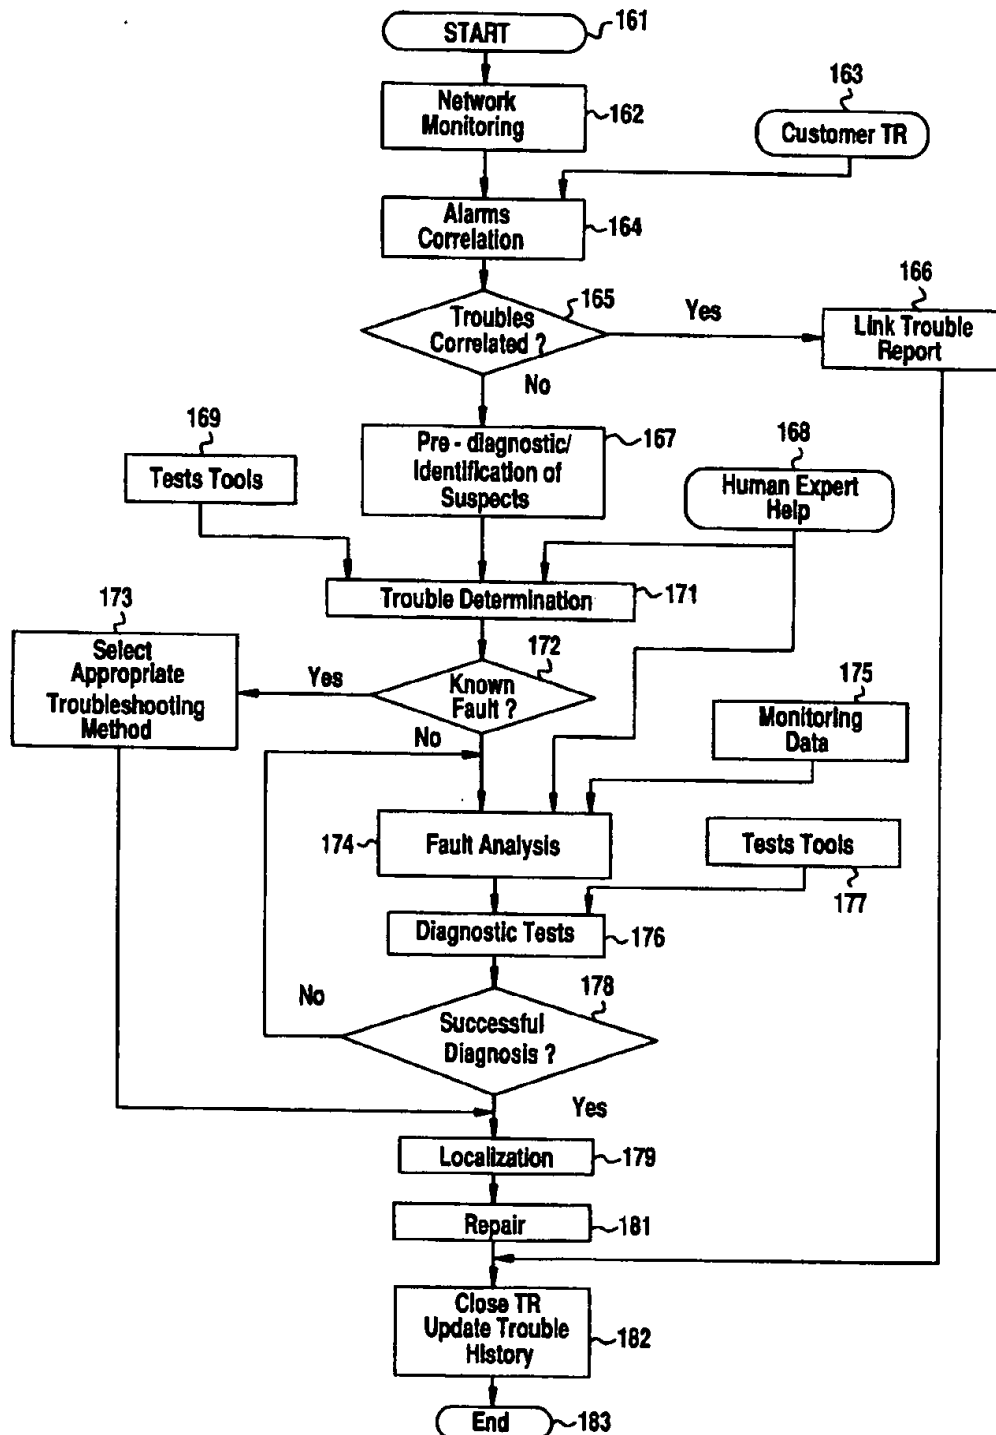 START
161
Network
Monitoring
162
163
Customer TR
Alarms
Correlation
164
165
Troubles
Correlated ?
Yes
166
Link Trouble
Report
No
169
Tests Tools
Pre - diagnostic/
Identification of
Suspects
167
168
Human Expert
Help
Trouble Determination
171
173
Select
Appropriate
Troubleshooting
Method
Yes
172
Known
Fault ?
No
175
Monitoring
Data
174
Fault Analysis
Tests Tools
177
Diagnostic Tests
176
No
178
Successful
Diagnosis ?
Yes
Localization
179
Repair
181
Close TR
Update Trouble
History
182
End
183